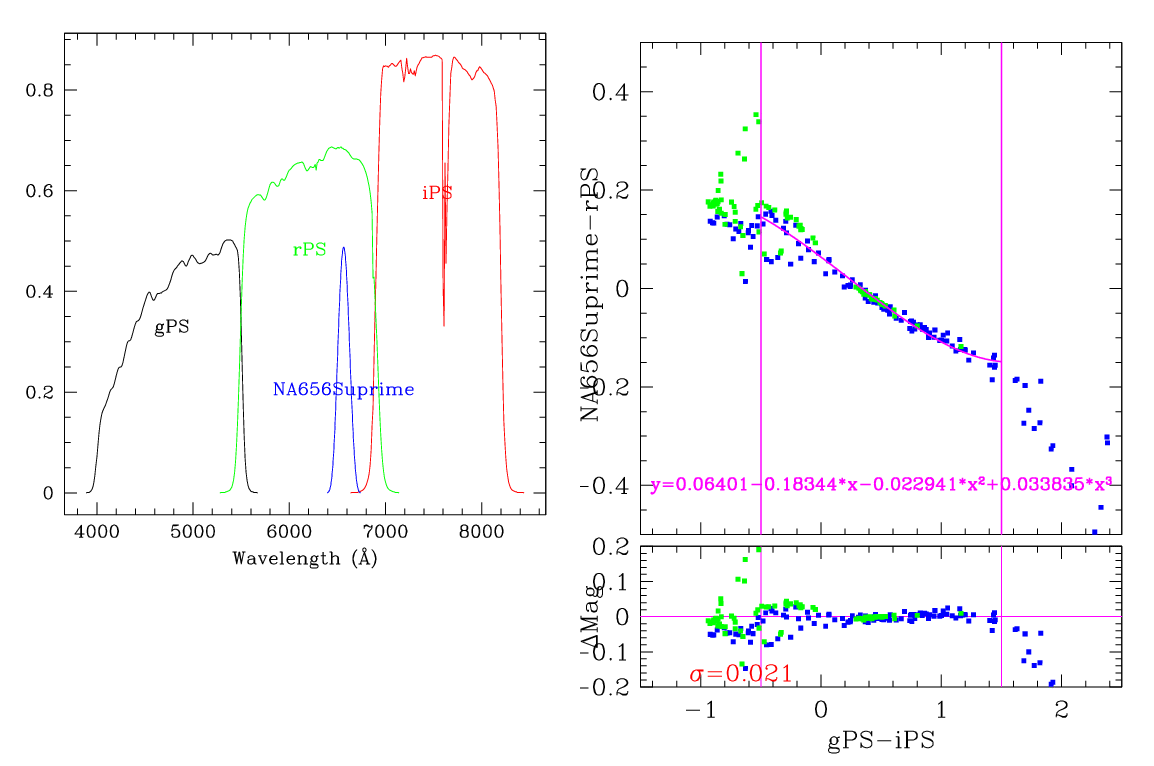 0.8
0.6
0.4
0.2
0
gPS
rPS
iPS
NA656Suprime
4000 5000 6000 7000 8000
Wavelength (Å)
NA656Suprime−rPS
0.4
0.2
0
−0.2
−0.4
y=0.06401−0.18344*x−0.022941*x²+0.033835*x³
ΔMag
0.2
0.1
0
−0.1
−0.2
σ=0.021
−1 0 1 2
gPS−iPS